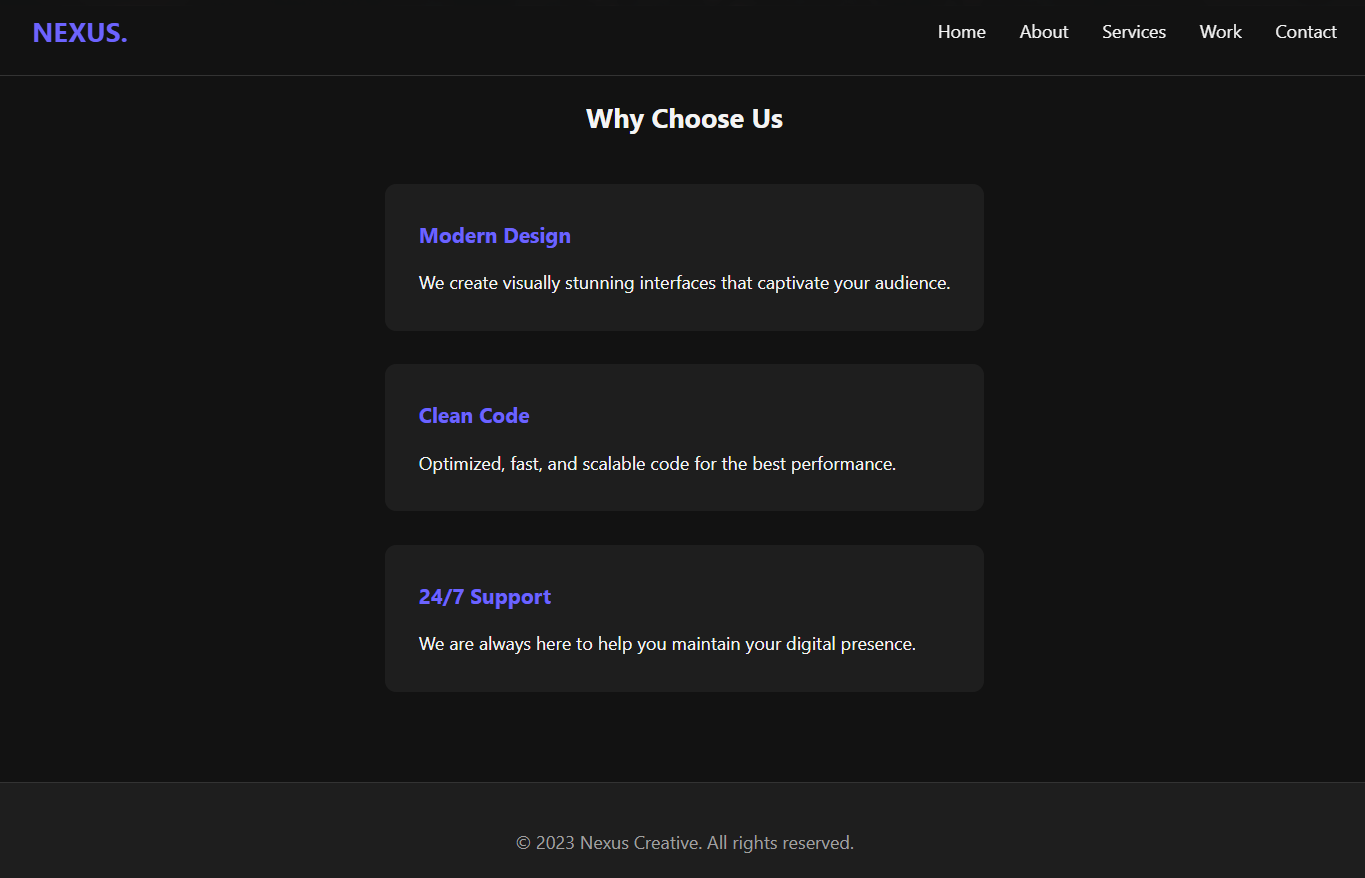 NEXUS.
Home About Services Work Contact
Why Choose Us
Modern Design
We create visually stunning interfaces that captivate your audience.
Clean Code
Optimized, fast, and scalable code for the best performance.
24/7 Support
We are always here to help you maintain your digital presence.
© 2023 Nexus Creative. All rights reserved.